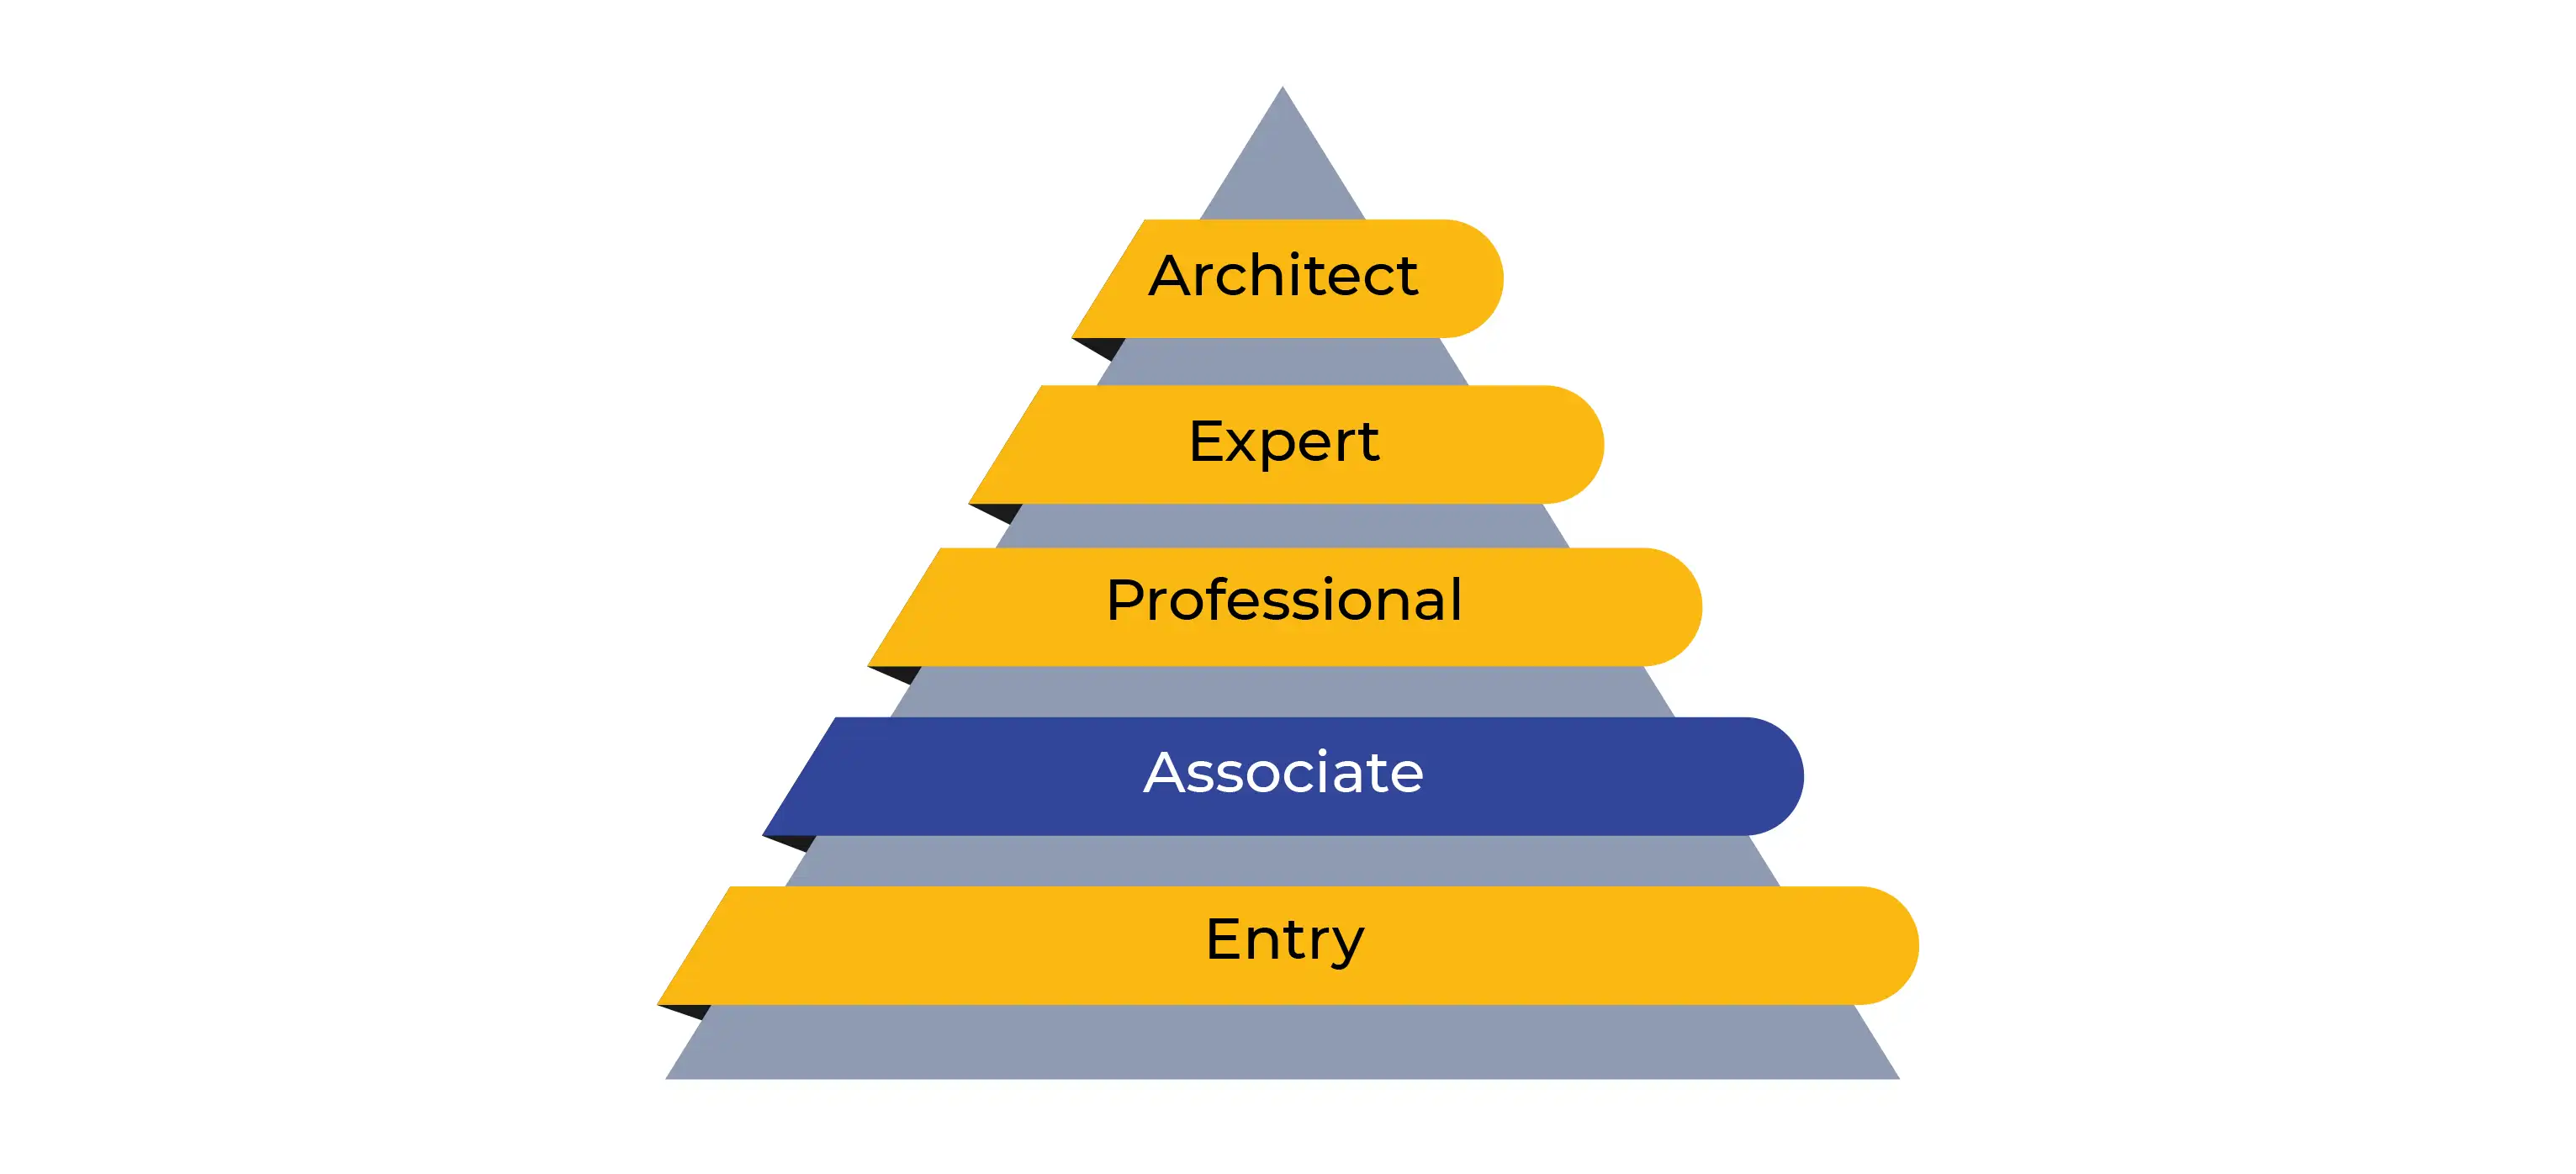 Architect
Expert
Professional
Associate
Entry